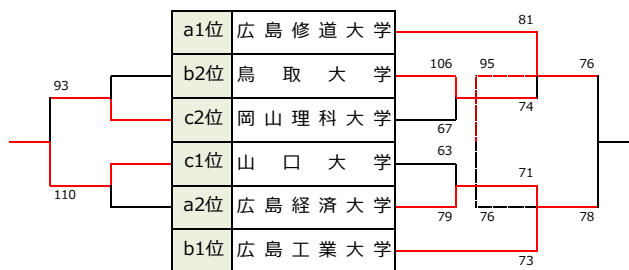 a1位 広島修道大学 81
b2位 鳥取大学 106 95 76
93
c2位 岡山理科大学 67 74
c1位 山口大学 63 71
110
a2位 広島経済大学 79 76 78
b1位 広島工業大学 73